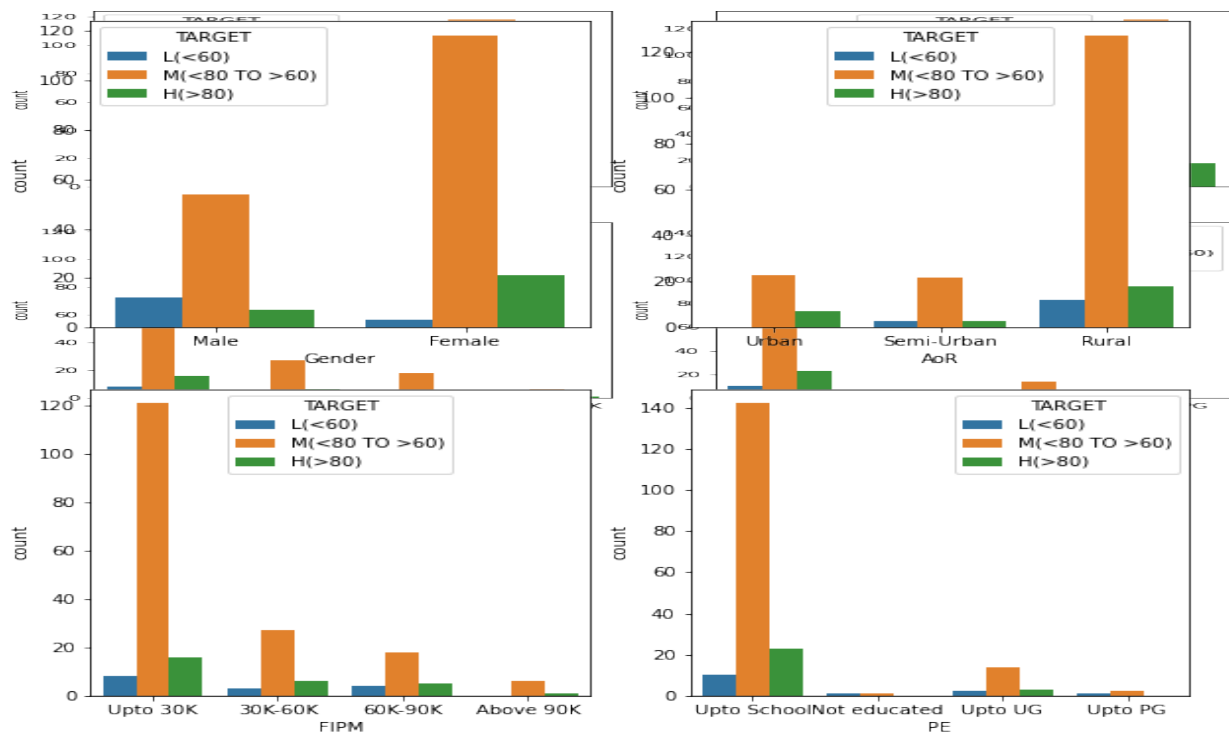 TARGET
L(<60)
M(<80 TO >60)
H(>80)
120
100
80
60
40
20
0
count
Male
Female
Gender
TARGET
L(<60)
M(<80 TO >60)
H(>80)
120
100
80
60
40
20
0
count
Urban
Semi-Urban
Rural
AoR
TARGET
L(<60)
M(<80 TO >60)
H(>80)
120
100
80
60
40
20
0
count
Upto 30K
30K-60K
60K-90K
Above 90K
FIPM
TARGET
L(<60)
M(<80 TO >60)
H(>80)
140
120
100
80
60
40
20
0
count
Upto School
Not educated
Upto UG
Upto PG
PE